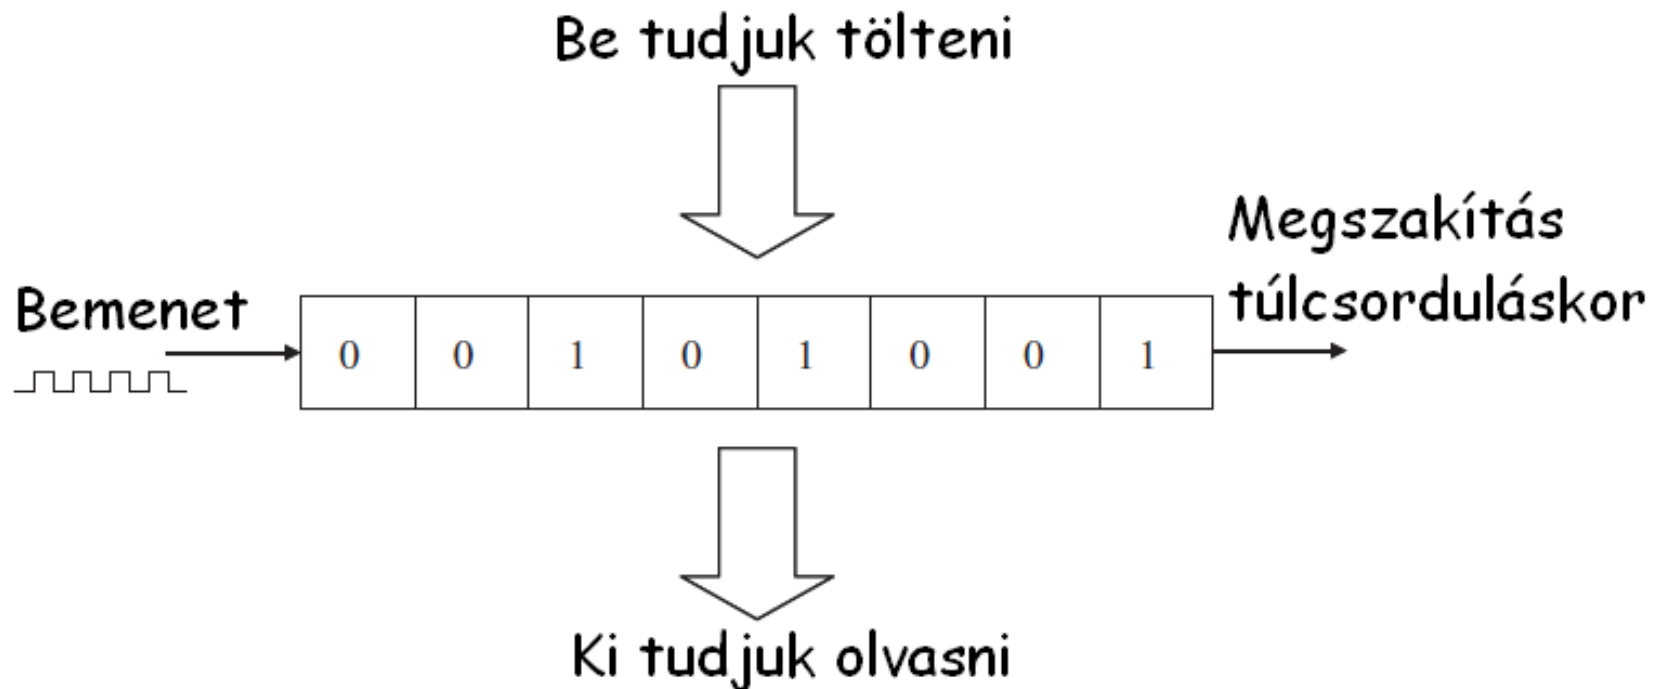 Be tudjuk tölteni
Megszakítás
túlcsorduláskor
Bemenet
0 0 1 0 1 0 0 1
Ki tudjuk olvasni